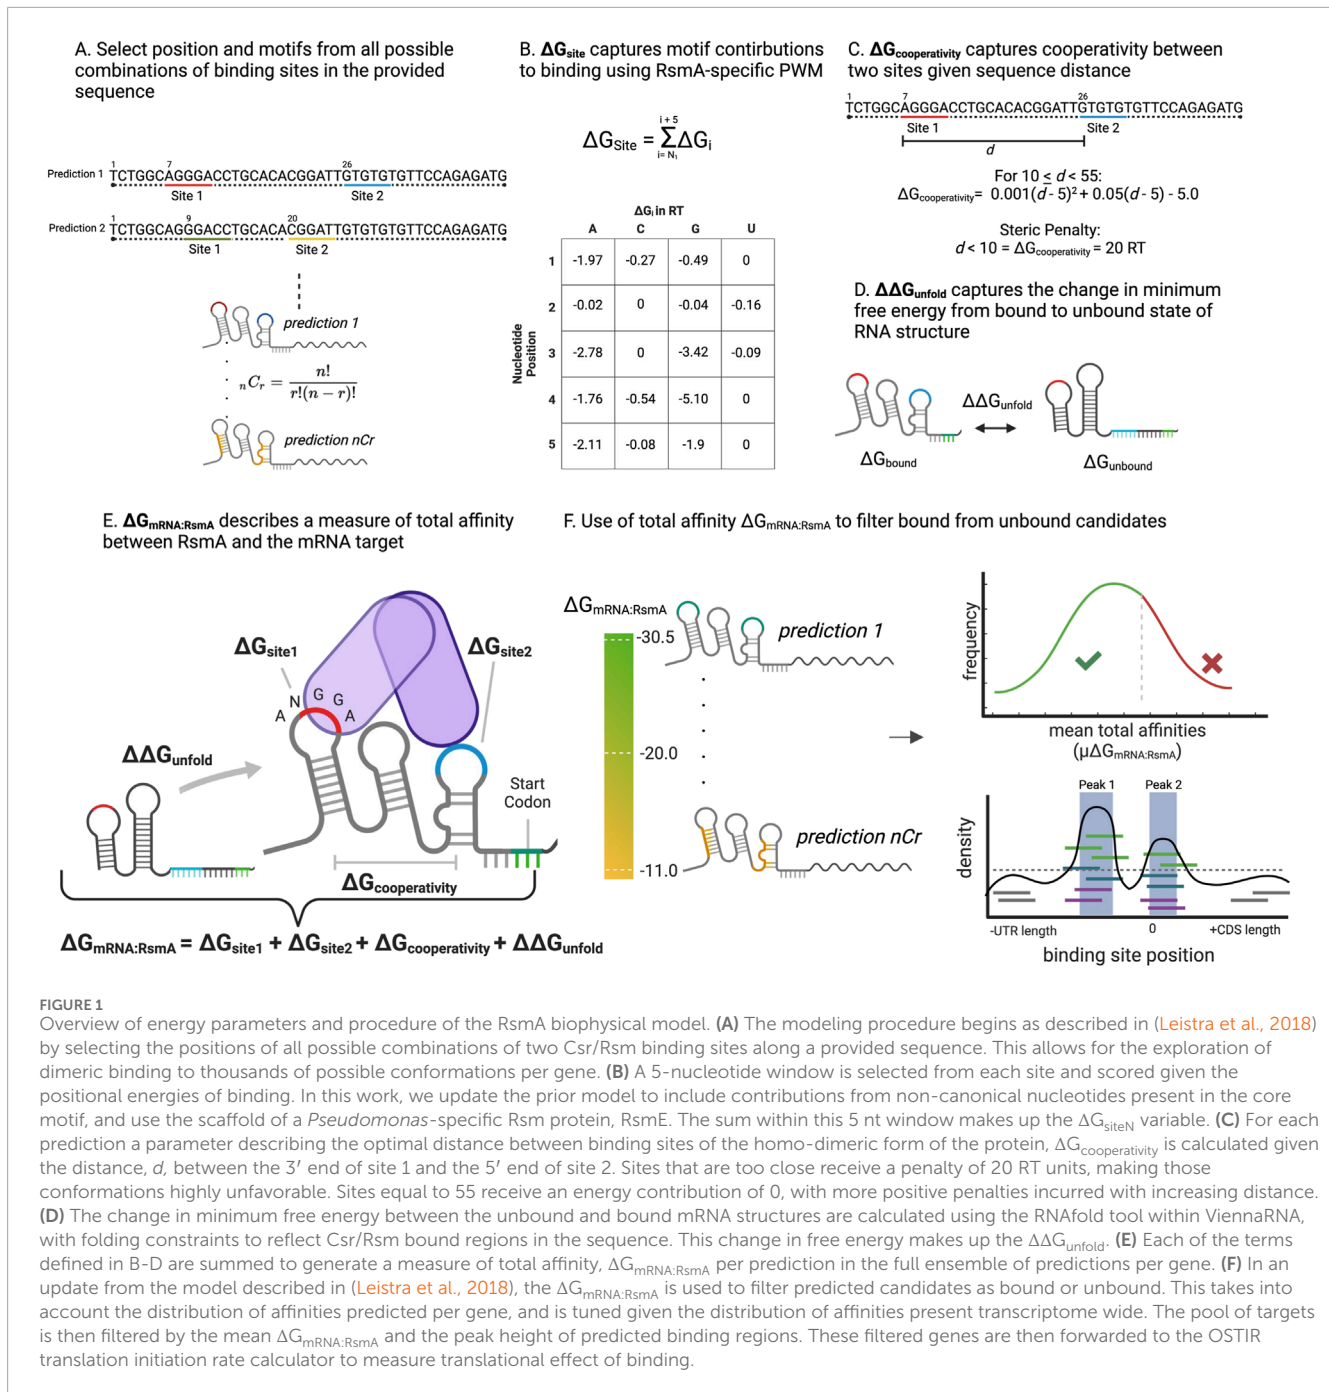 A. Select position and motifs from all possible
combinations of binding sites in the provided
sequence
Prediction 1
1 7 26
TCTGGCAGGGACCTGCACACGGATTGTGTGTGTTCCAGAGATG
Site 1 Site 2
Prediction 2
1 9 20
TCTGGCAGGGACCTGCACACGGATTGTGTGTGTTCCAGAGATG
Site 1 Site 2
prediction 1
nCr = n! / r!(n − r)!
prediction nCr
B. ΔGsite captures motif contirbutions
to binding using RsmA-specific PWM
ΔGSite = Σ ΔGi
i + 5
i= N1
ΔGi in RT
A C G U
Nucleotide
Position
1 -1.97 -0.27 -0.49 0
2 -0.02 0 -0.04 -0.16
3 -2.78 0 -3.42 -0.09
4 -1.76 -0.54 -5.10 0
5 -2.11 -0.08 -1.9 0
C. ΔGcooperativity captures cooperativity between
two sites given sequence distance
1 7 26
TCTGGCAGGGACCTGCACACGGATTGTGTGTGTTCCAGAGATG
Site 1 Site 2
d
For 10 ≤ d < 55:
ΔGcooperativity= 0.001(d - 5)² + 0.05(d - 5) - 5.0
Steric Penalty:
d < 10 = ΔGcooperativity = 20 RT
D. ΔΔGunfold captures the change in minimum
free energy from bound to unbound state of
RNA structure
ΔΔGunfold
ΔGbound
ΔGunbound
E. ΔGmRNA:RsmA describes a measure of total affinity
between RsmA and the mRNA target
ΔGsite1
ΔGsite2
A N G G A
ΔΔGunfold
Start
Codon
ΔGcooperativity
ΔGmRNA:RsmA = ΔGsite1 + ΔGsite2 + ΔGcooperativity + ΔΔGunfold
F. Use of total affinity ΔGmRNA:RsmA to filter bound from unbound candidates
ΔGmRNA:RsmA
-30.5
-20.0
-11.0
prediction 1
prediction nCr
frequency
mean total affinities
(μΔGmRNA:RsmA)
Peak 1 Peak 2
density
-UTR length 0 +CDS length
binding site position
FIGURE 1
Overview of energy parameters and procedure of the RsmA biophysical model. (A) The modeling procedure begins as described in (Leistra et al., 2018)
by selecting the positions of all possible combinations of two Csr/Rsm binding sites along a provided sequence. This allows for the exploration of
dimeric binding to thousands of possible conformations per gene. (B) A 5-nucleotide window is selected from each site and scored given the
positional energies of binding. In this work, we update the prior model to include contributions from non-canonical nucleotides present in the core
motif, and use the scaffold of a Pseudomonas-specific Rsm protein, RsmE. The sum within this 5 nt window makes up the ΔGsiteN variable. (C) For each
prediction a parameter describing the optimal distance between binding sites of the homo-dimeric form of the protein, ΔGcooperativity is calculated given
the distance, d, between the 3′ end of site 1 and the 5′ end of site 2. Sites that are too close receive a penalty of 20 RT units, making those
conformations highly unfavorable. Sites equal to 55 receive an energy contribution of 0, with more positive penalties incurred with increasing distance.
(D) The change in minimum free energy between the unbound and bound mRNA structures are calculated using the RNAfold tool within ViennaRNA,
with folding constraints to reflect Csr/Rsm bound regions in the sequence. This change in free energy makes up the ΔΔGunfold. (E) Each of the terms
defined in B-D are summed to generate a measure of total affinity, ΔGmRNA:RsmA per prediction in the full ensemble of predictions per gene. (F) In an
update from the model described in (Leistra et al., 2018), the ΔGmRNA:RsmA is used to filter predicted candidates as bound or unbound. This takes into
account the distribution of affinities predicted per gene, and is tuned given the distribution of affinities present transcriptome wide. The pool of targets
is then filtered by the mean ΔGmRNA:RsmA and the peak height of predicted binding regions. These filtered genes are then forwarded to the OSTIR
translation initiation rate calculator to measure translational effect of binding.